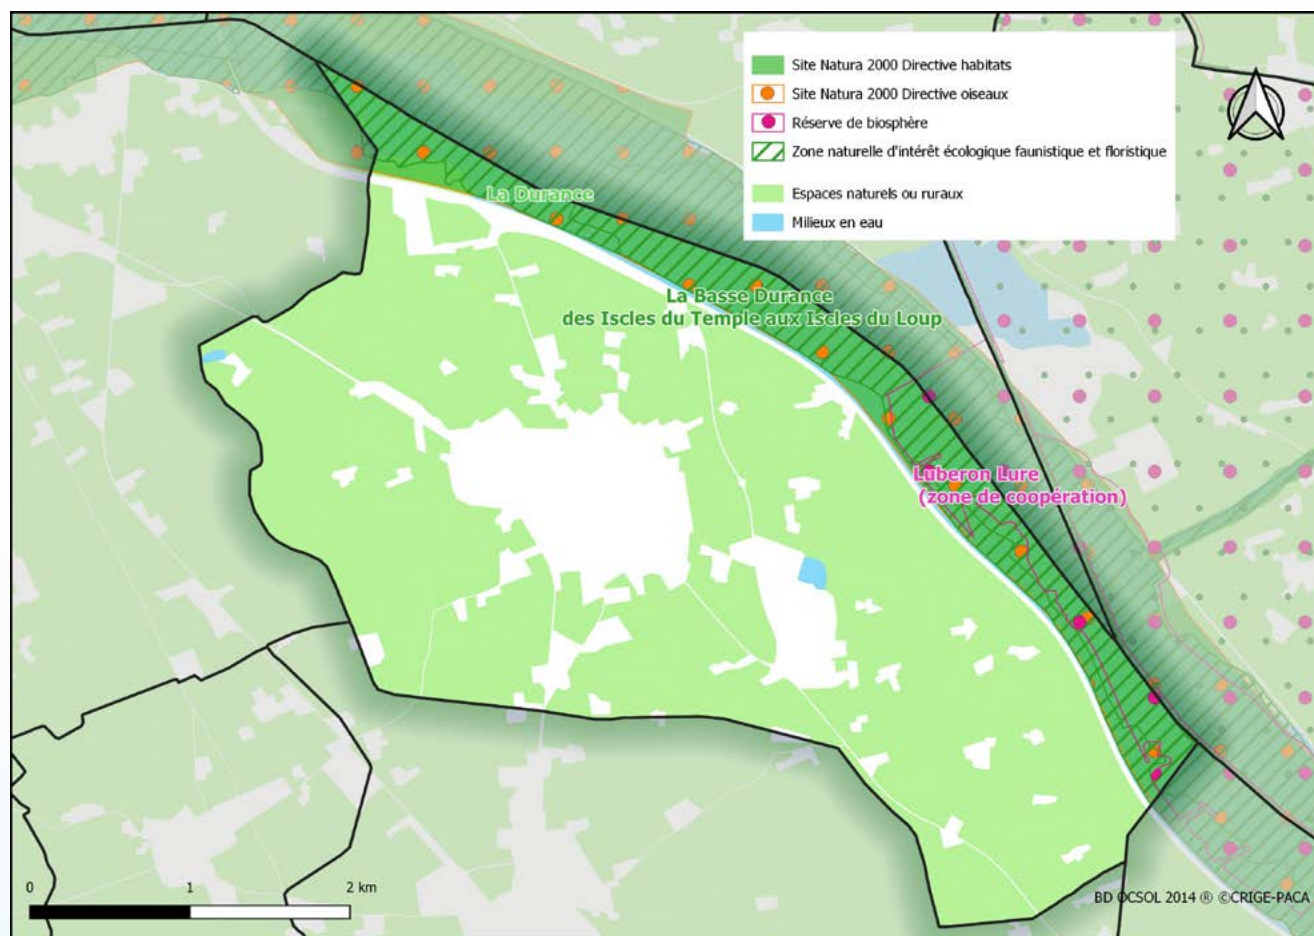 Site Natura 2000 Directive habitats
Site Natura 2000 Directive oiseaux
Réserve de biosphère
Zone naturelle d'intérêt écologique faunistique et floristique
Espaces naturels ou ruraux
Milieux en eau
La Durance
La Basse Durance
des Iscles du Temple aux Iscles du Loup
Luberon Lure
(zone de coopération)
0 1 2 km
BD OCSOL 2014 ® ©CRIGE-PACA